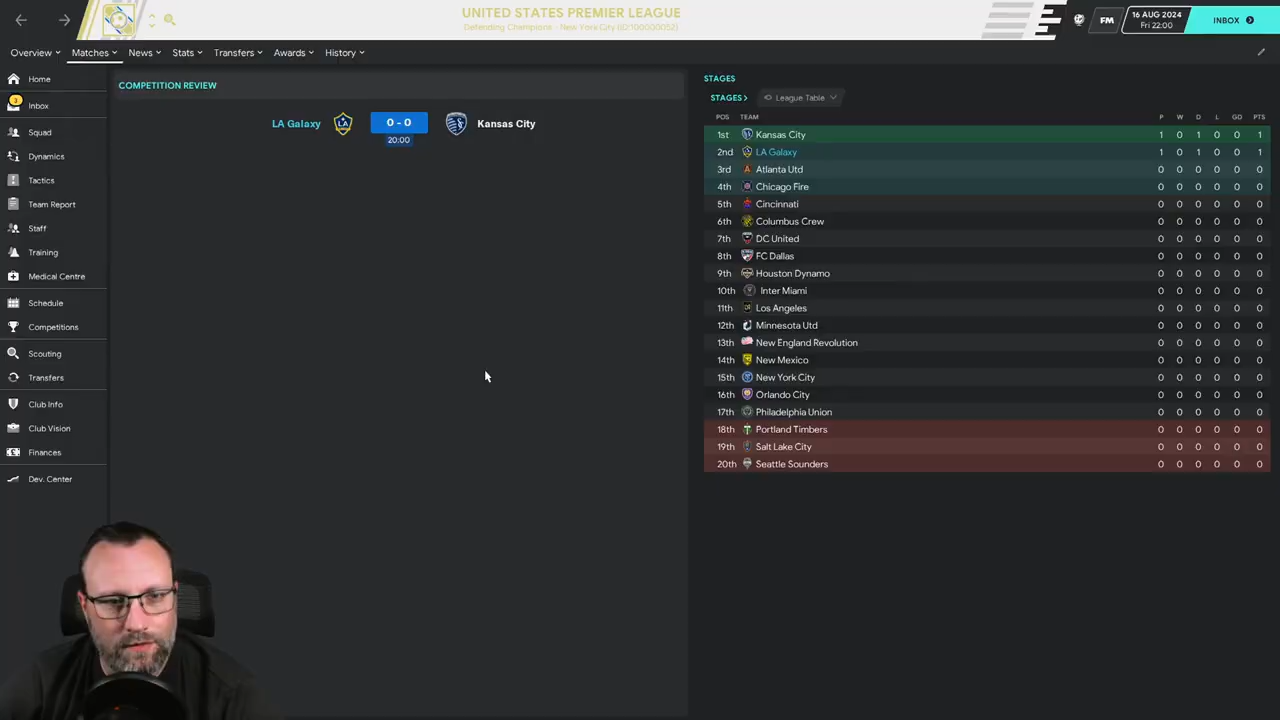 UNITED STATES PREMIER LEAGUE
Defending Champions - New York City (ID:100000052)
FM
16 AUG 2024
Fri 22:00
INBOX
Overview
Matches
News
Stats
Transfers
Awards
History
Home
3
Inbox
Squad
Dynamics
Tactics
Team Report
Staff
Training
Medical Centre
Schedule
Competitions
Scouting
Transfers
Club Info
Club Vision
Finances
Dev. Center
COMPETITION REVIEW
LA Galaxy 0 - 0 Kansas City
20:00
STAGES
STAGES> League Table
POS TEAM P W D L GD PTS
1st Kansas City 1 0 1 0 0 1
2nd LA Galaxy 1 0 1 0 0 1
3rd Atlanta Utd 0 0 0 0 0 0
4th Chicago Fire 0 0 0 0 0 0
5th Cincinnati 0 0 0 0 0 0
6th Columbus Crew 0 0 0 0 0 0
7th DC United 0 0 0 0 0 0
8th FC Dallas 0 0 0 0 0 0
9th Houston Dynamo 0 0 0 0 0 0
10th Inter Miami 0 0 0 0 0 0
11th Los Angeles 0 0 0 0 0 0
12th Minnesota Utd 0 0 0 0 0 0
13th New England Revolution 0 0 0 0 0 0
14th New Mexico 0 0 0 0 0 0
15th New York City 0 0 0 0 0 0
16th Orlando City 0 0 0 0 0 0
17th Philadelphia Union 0 0 0 0 0 0
18th Portland Timbers 0 0 0 0 0 0
19th Salt Lake City 0 0 0 0 0 0
20th Seattle Sounders 0 0 0 0 0 0